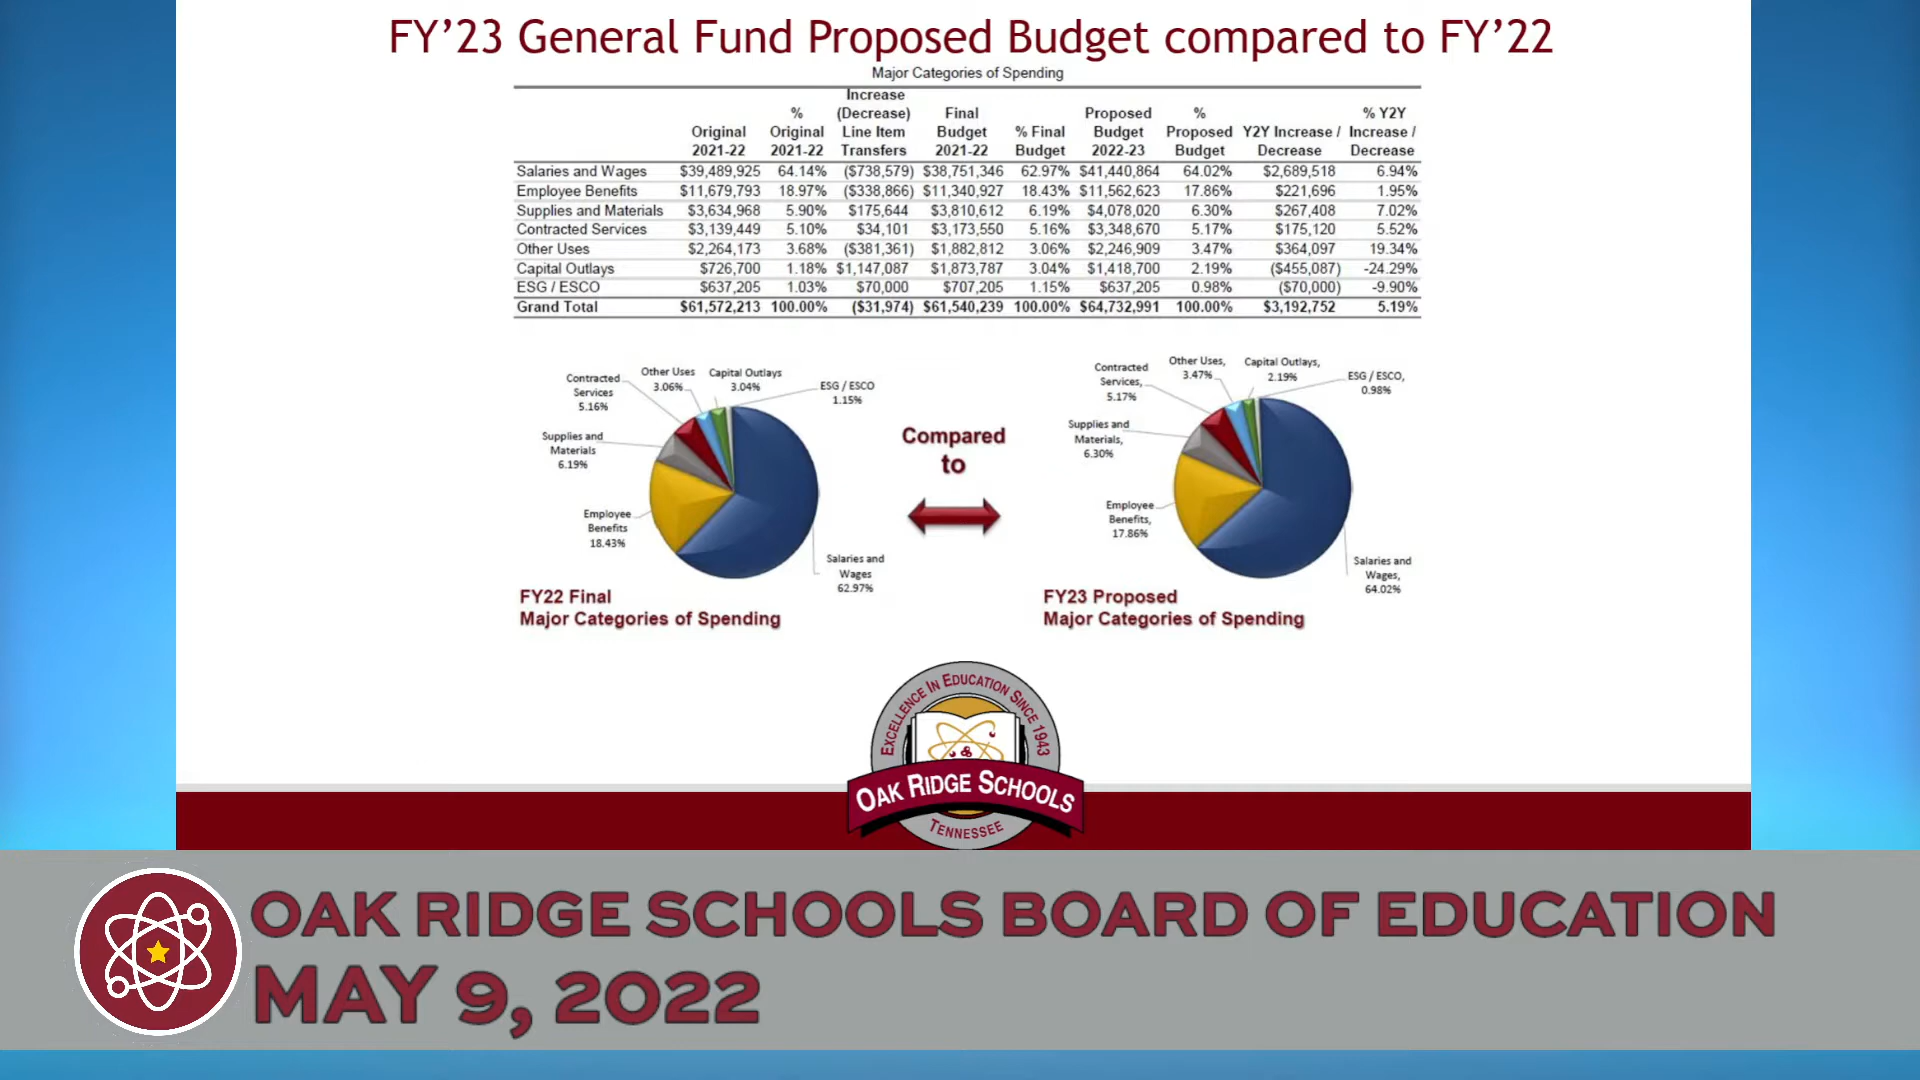 FY’23 General Fund Proposed Budget compared to FY’22
Major Categories of Spending
Original 2021-22 % Original 2021-22 Increase (Decrease) Line Item Transfers Final Budget 2021-22 % Final Budget Proposed Budget 2022-23 % Proposed Budget Y2Y Increase / Decrease % Y2Y Increase / Decrease
Salaries and Wages $39,489,925 64.14% ($738,579) $38,751,346 62.97% $41,440,864 64.02% $2,689,518 6.94%
Employee Benefits $11,679,793 18.97% ($338,866) $11,340,927 18.43% $11,562,623 17.86% $221,696 1.95%
Supplies and Materials $3,634,968 5.90% $175,644 $3,810,612 6.19% $4,078,020 6.30% $267,408 7.02%
Contracted Services $3,139,449 5.10% $34,101 $3,173,550 5.16% $3,348,670 5.17% $175,120 5.52%
Other Uses $2,264,173 3.68% ($381,361) $1,882,812 3.06% $2,246,909 3.47% $364,097 19.34%
Capital Outlays $726,700 1.18% $1,147,087 $1,873,787 3.04% $1,418,700 2.19% ($455,087) -24.29%
ESG / ESCO $637,205 1.03% $70,000 $707,205 1.15% $637,205 0.98% ($70,000) -9.90%
Grand Total $61,572,213 100.00% ($31,974) $61,540,239 100.00% $64,732,991 100.00% $3,192,752 5.19%
Contracted
Services
5.16%
Other Uses
3.06%
Capital Outlays
3.04%
ESG / ESCO
1.15%
Supplies and
Materials
6.19%
Employee
Benefits
18.43%
Salaries and
Wages
62.97%
FY22 Final
Major Categories of Spending
Compared
to
Contracted
Services,
5.17%
Other Uses,
3.47%
Capital Outlays,
2.19%
ESG / ESCO,
0.98%
Supplies and
Materials,
6.30%
Employee
Benefits,
17.86%
Salaries and
Wages,
64.02%
FY23 Proposed
Major Categories of Spending
EXCELLENCE IN EDUCATION SINCE 1943
OAK RIDGE SCHOOLS
TENNESSEE
OAK RIDGE SCHOOLS BOARD OF EDUCATION
MAY 9, 2022